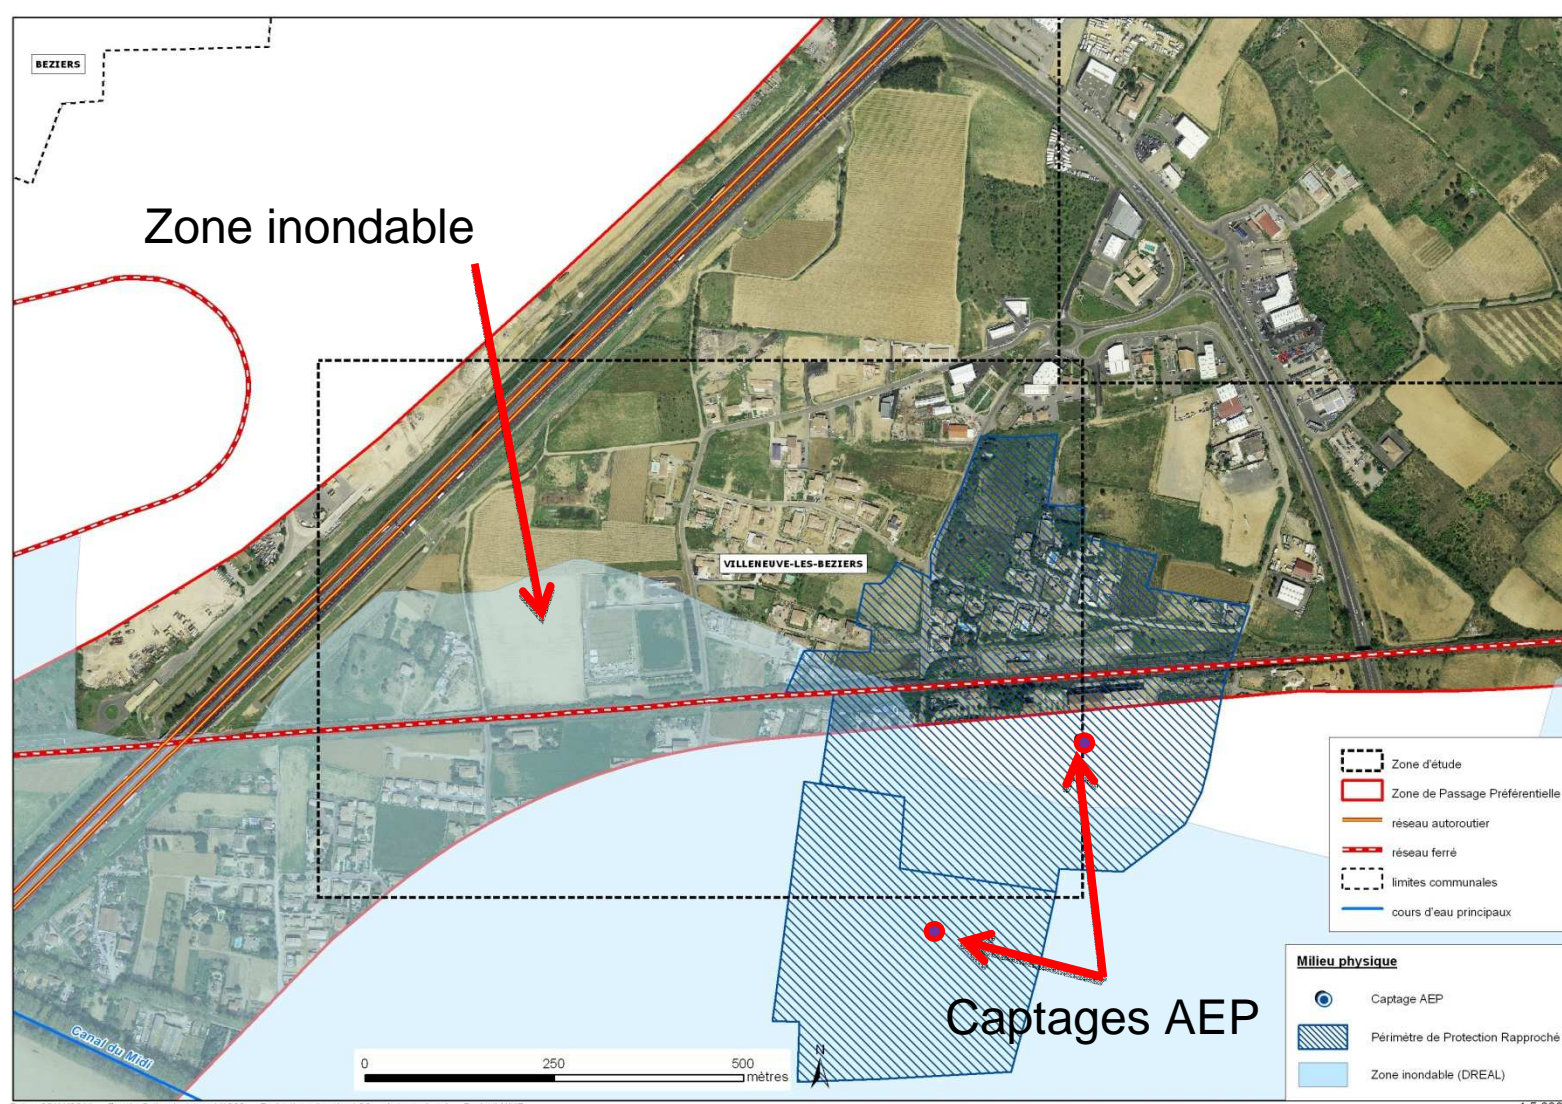 BEZIERS
Zone inondable
VILLENEUVE-LES-BEZIERS
Captages AEP
Canal du Midi
0 250 500
mètres
N
Zone d'étude
Zone de Passage Préférentielle
réseau autoroutier
réseau ferré
limites communales
cours d'eau principaux
Milieu physique
Captage AEP
Périmètre de Protection Rapproché
Zone inondable (DREAL)